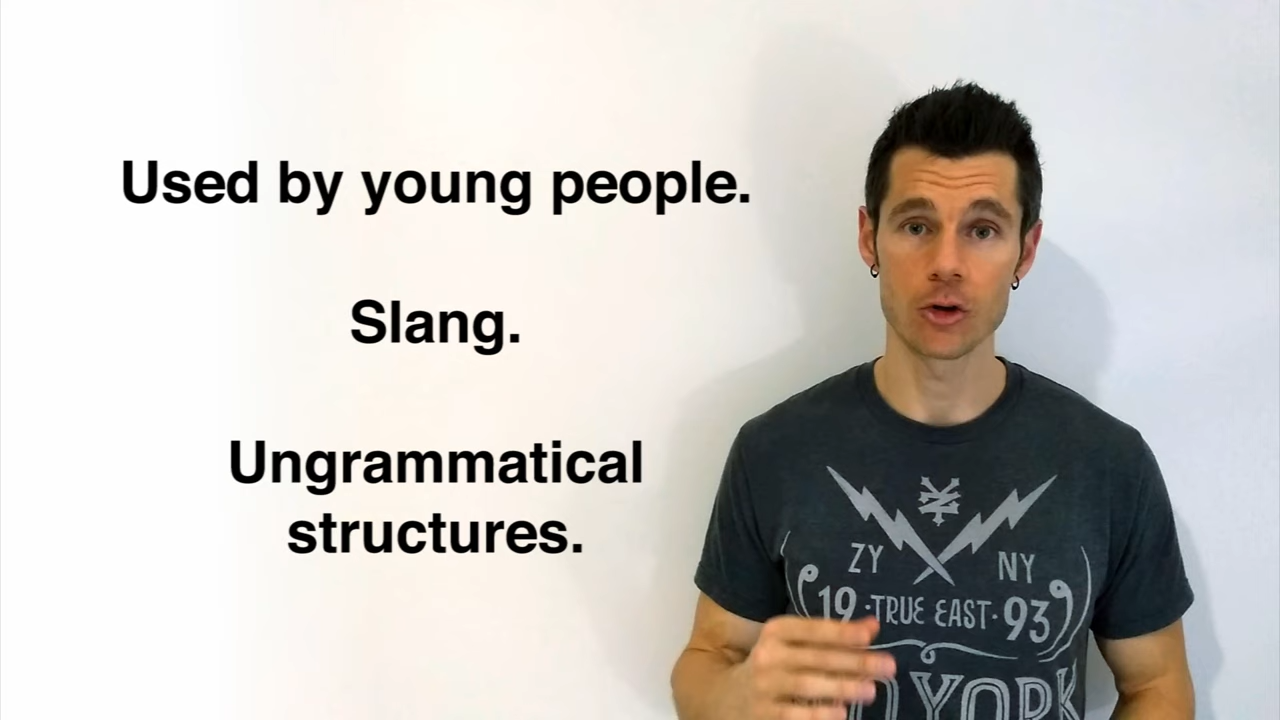 Used by young people.
Slang.
Ungrammatical
structures.
ZY NY
19 · TRUE EAST · 93
YORK